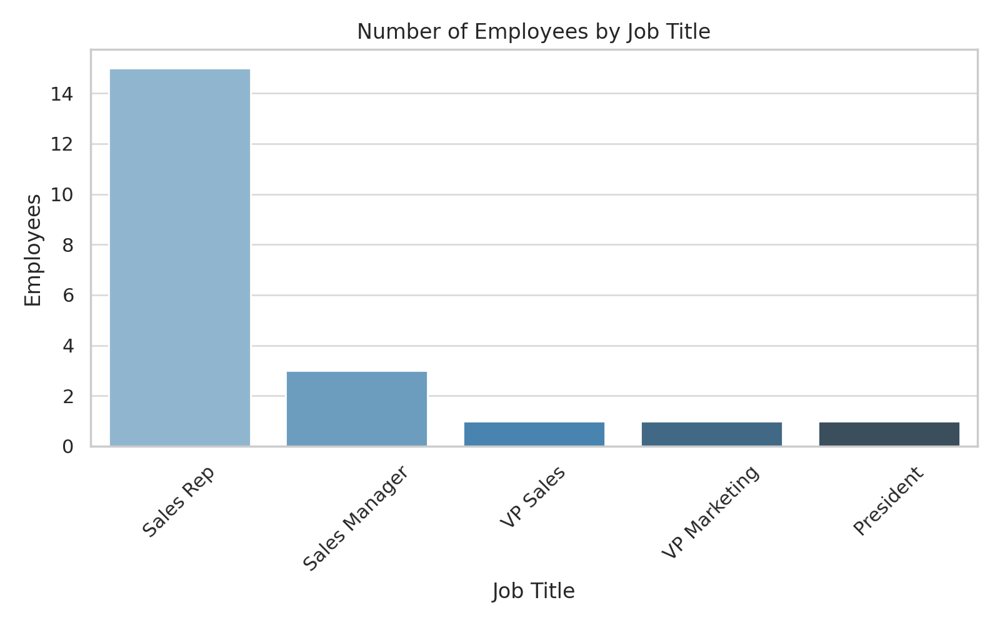 Number of Employees by Job Title
14
12
10
8
6
4
2
0
Employees
Sales Rep
Sales Manager
VP Sales
VP Marketing
President
Job Title